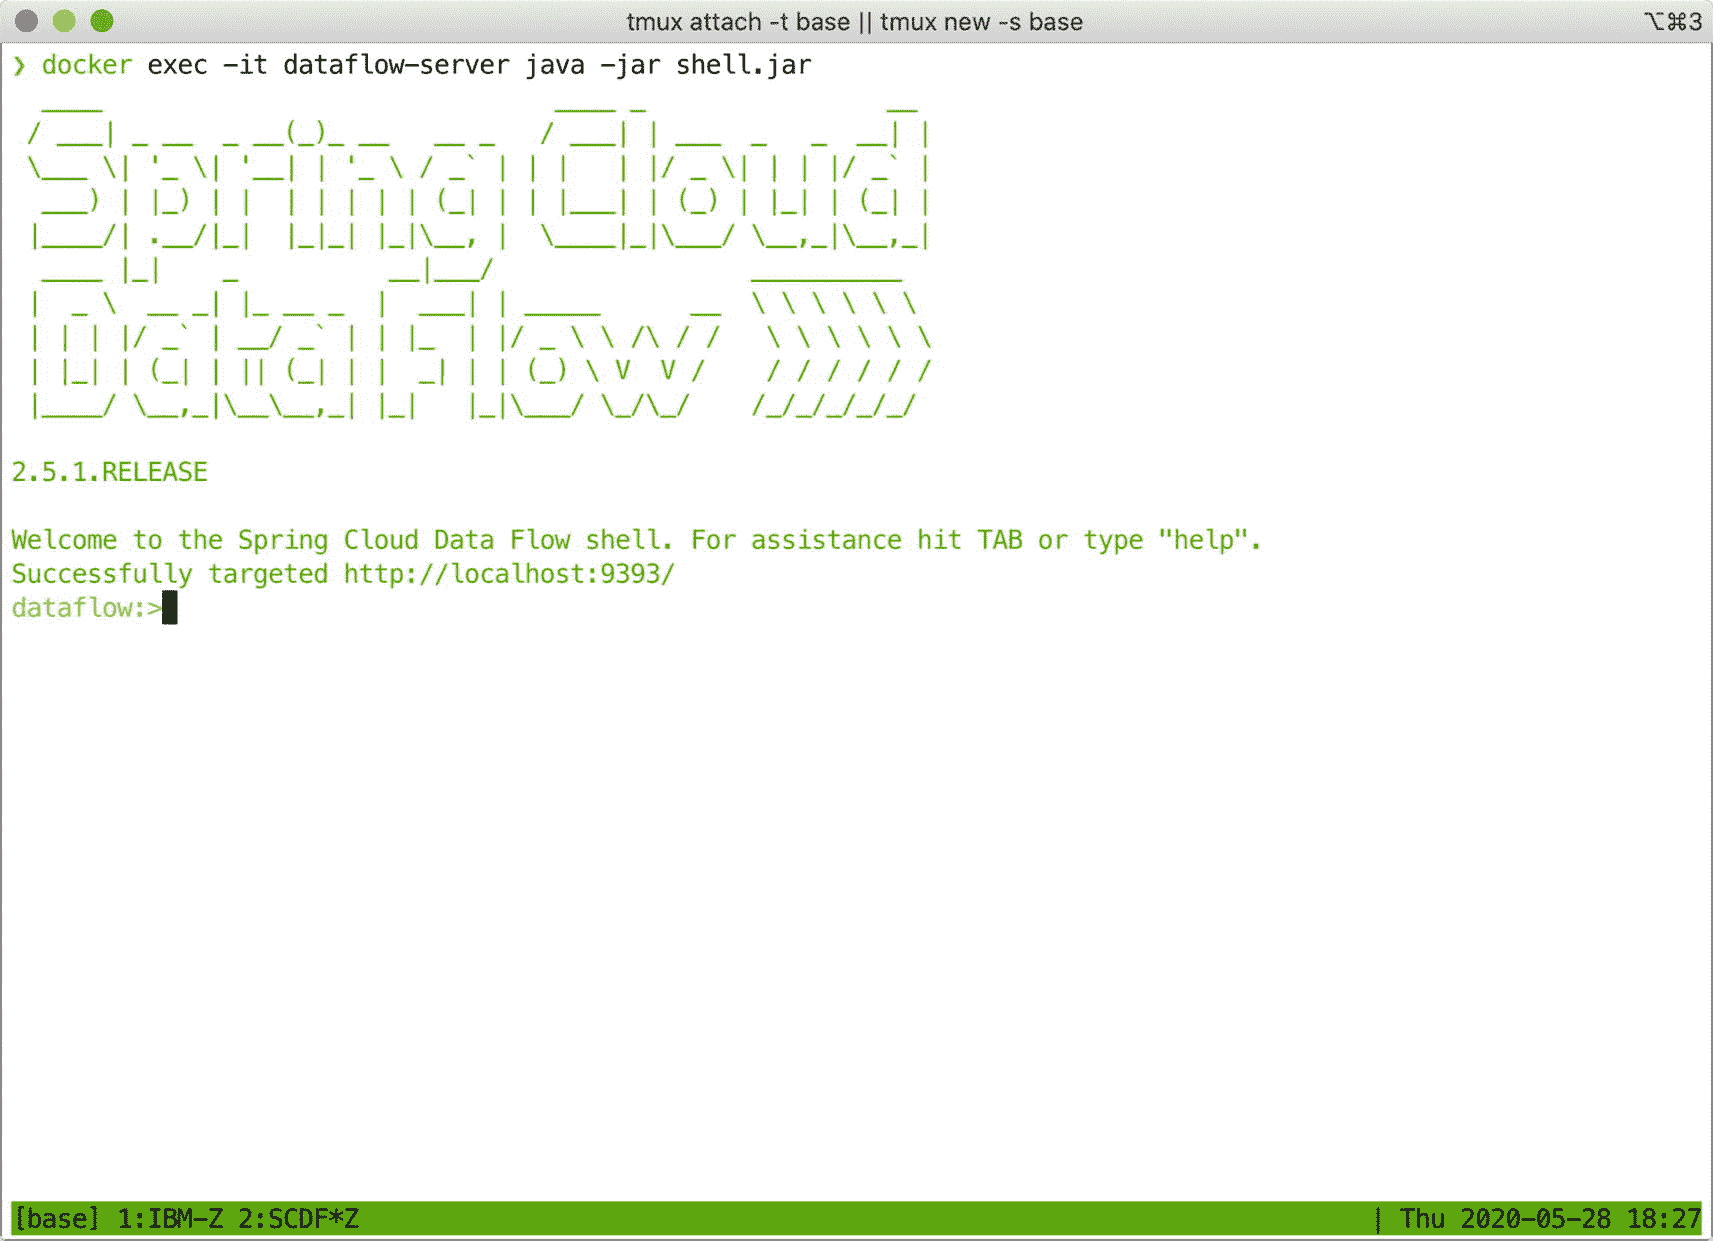 tmux attach -t base || tmux new -s base ⌥⌘3
❯ docker exec -it dataflow-server java -jar shell.jar
Spring Cloud
Data Flow
2.5.1.RELEASE
Welcome to the Spring Cloud Data Flow shell. For assistance hit TAB or type "help".
Successfully targeted http://localhost:9393/
dataflow:>
[base] 1:IBM-Z 2:SCDF*Z | Thu 2020-05-28 18:27